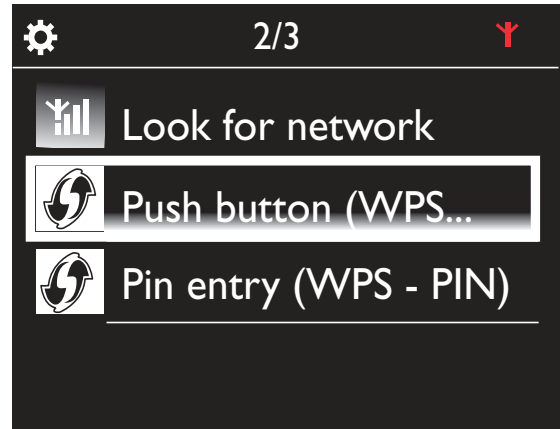 2/3
Look for network
Push button (WPS...
Pin entry (WPS - PIN)